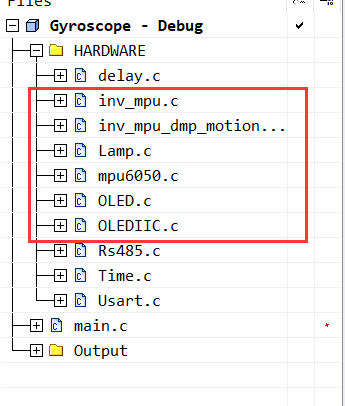 Files
Gyroscope - Debug
HARDWARE
delay.c
inv_mpu.c
inv_mpu_dmp_motion...
Lamp.c
mpu6050.c
OLED.c
OLEDIIC.c
Rs485.c
Time.c
Usart.c
main.c
Output